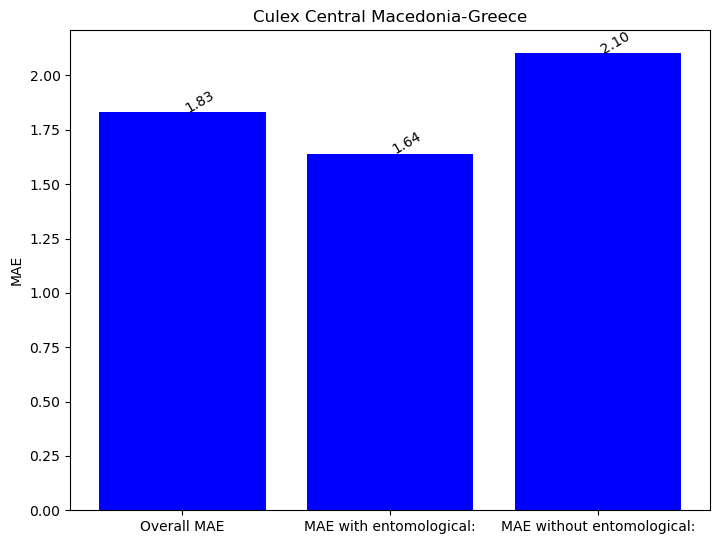 Culex Central Macedonia-Greece
MAE
2.00
1.75
1.50
1.25
1.00
0.75
0.50
0.25
0.00
1.83
1.64
2.10
Overall MAE
MAE with entomological:
MAE without entomological: